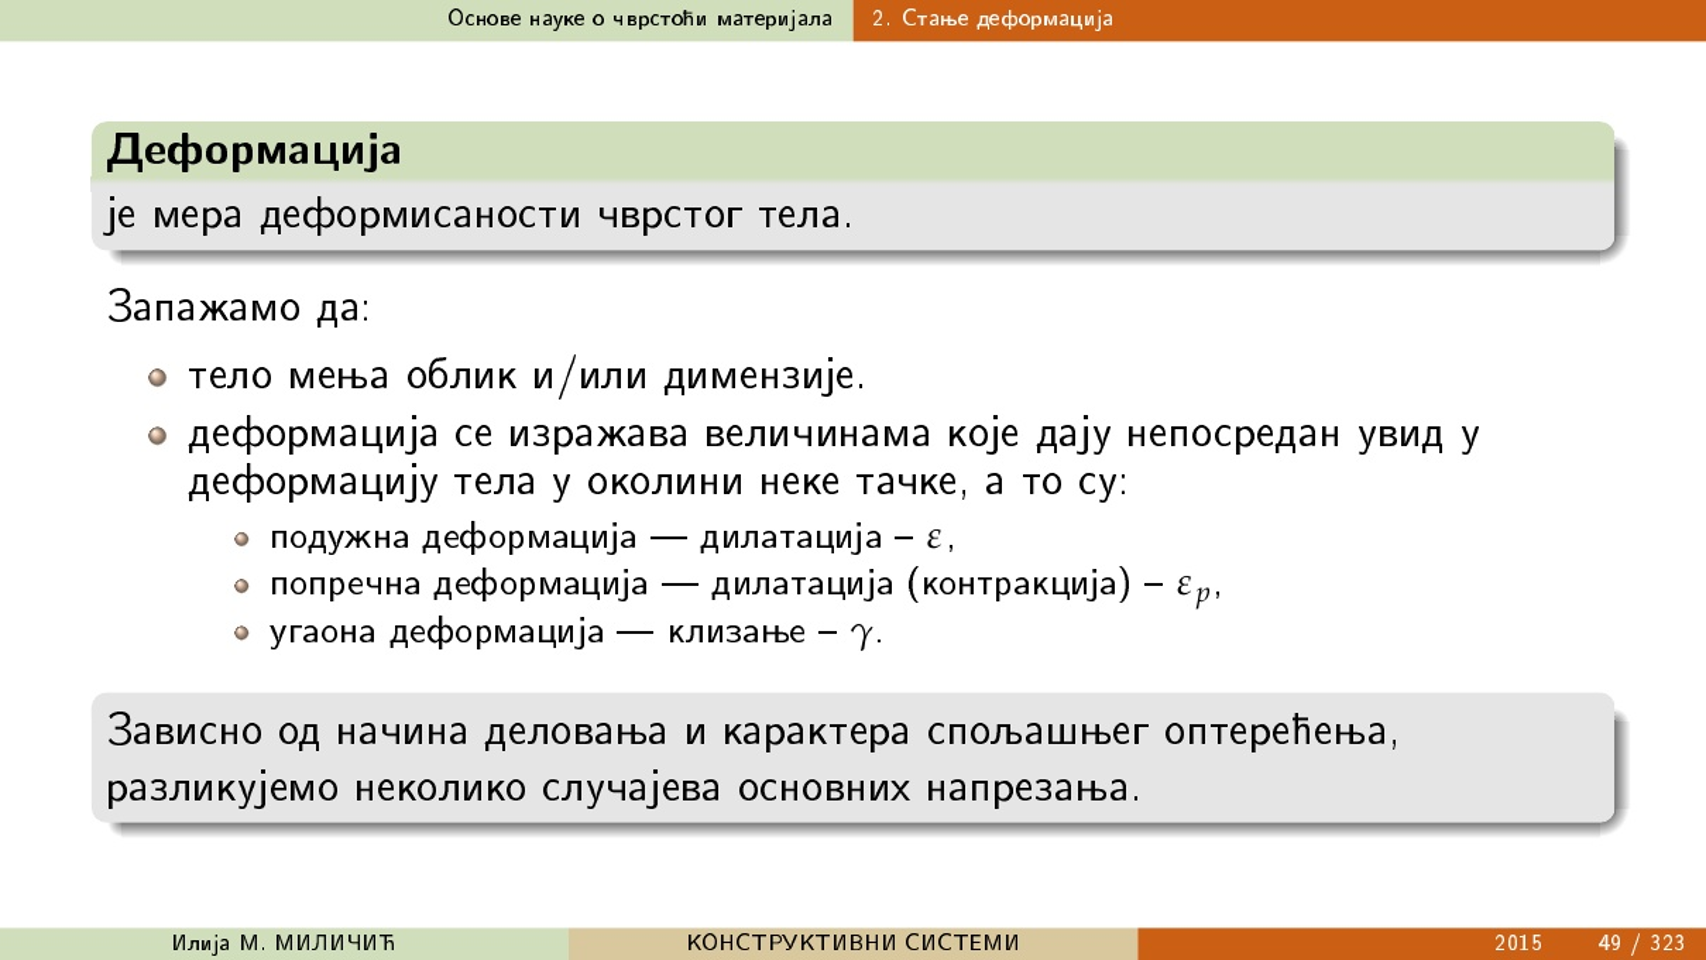 Основе науке о чврстоћи материјала
2. Стање деформација
Деформација
је мера деформисаности чврстог тела.
Запажамо да:
тело мења облик и/или димензије.
деформација се изражава величинама које дају непосредан увид у
деформацију тела у околини неке тачке, а то су:
подужна деформација — дилатација – ε,
попречна деформација — дилатација (контракција) – εp,
угаона деформација — клизање – γ.
Зависно од начина деловања и карактера спољашњег оптерећења,
разликујемо неколико случајева основних напрезања.
Илија М. МИЛИЧИЋ
КОНСТРУКТИВНИ СИСТЕМИ
2015 49 / 323